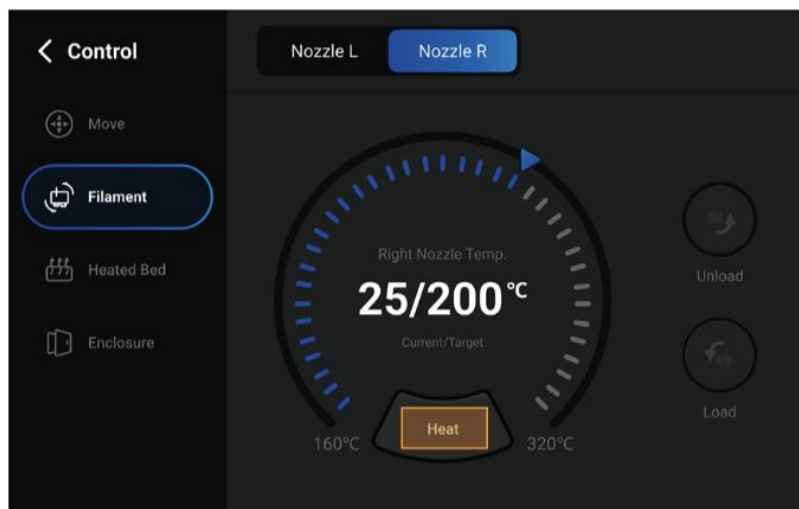 Control
Nozzle L
Nozzle R
Move
Filament
Heated Bed
Enclosure
Right Nozzle Temp.
25/200℃
Current/Target
Heat
160℃
320℃
Unload
Load